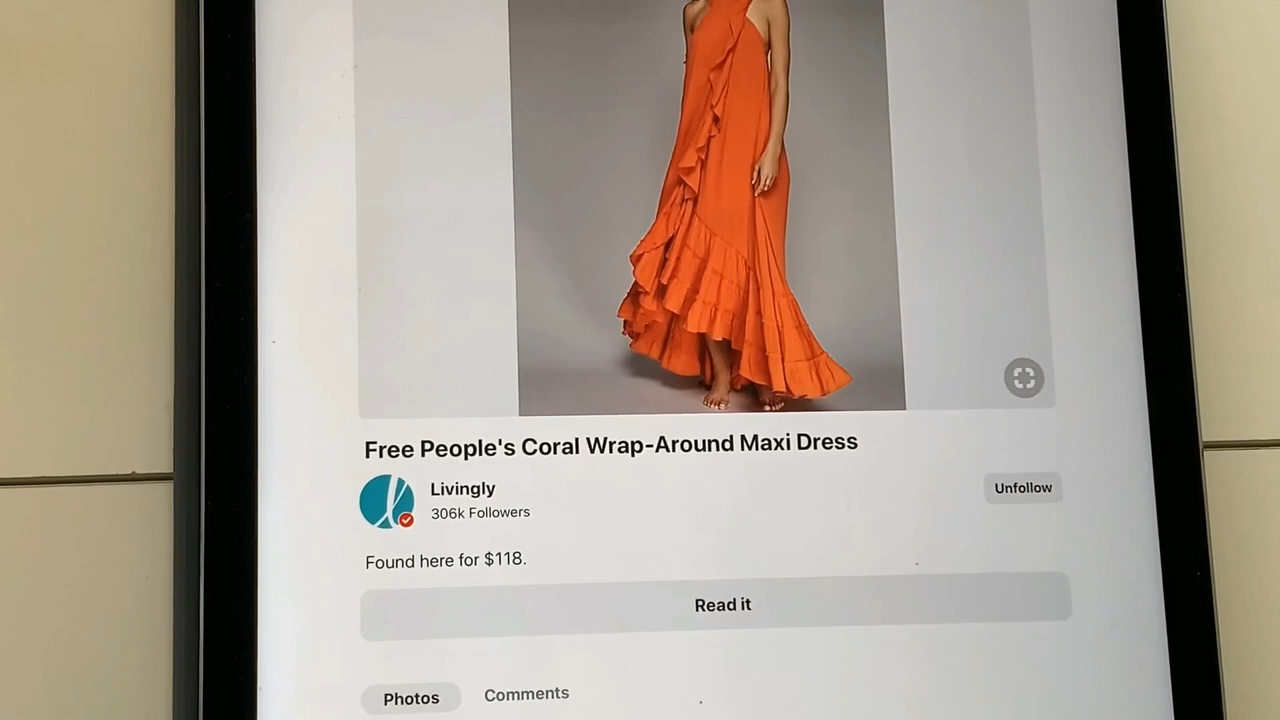 Free People's Coral Wrap-Around Maxi Dress
Livingly
306k Followers
Unfollow
Found here for $118.
Read it
Photos
Comments